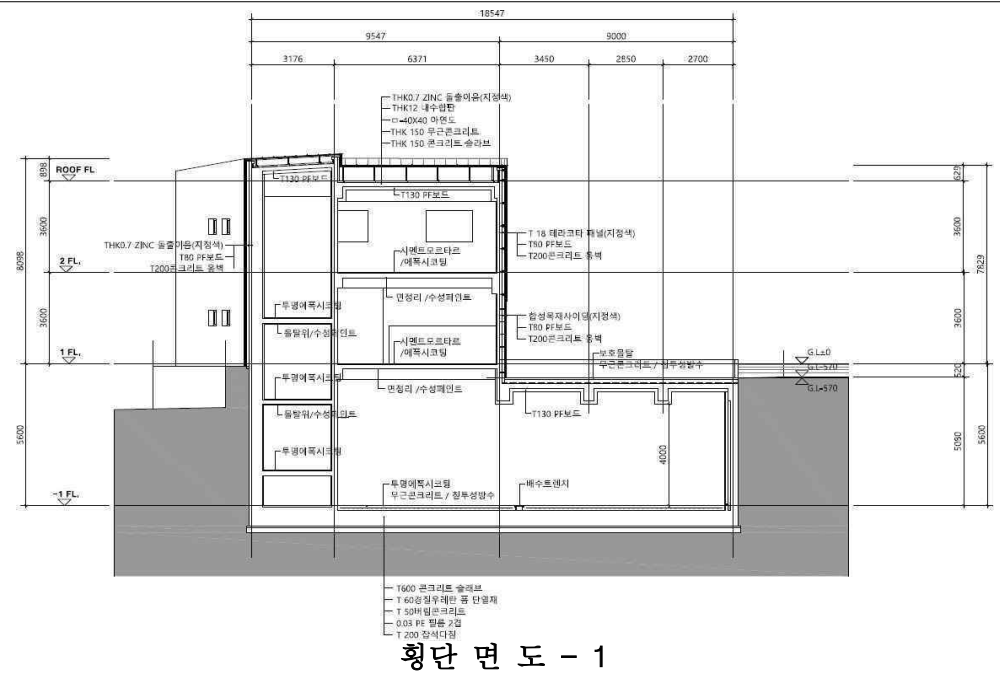 18547
9547 9000
3176 6371 3450 2850 2700
THK0.7 ZINC 돌출이음(지정색)
THK12 내수합판
ㅁ-40X40 아연도
THK 150 무근콘크리트
THK 150 콘크리트 슬라브
ROOF FL
898
629
T130 PF보드
T130 PF보드
3600
3600
THK0.7 ZINC 돌출이음(지정색)
T80 PF보드
T200콘크리트 옹벽
시멘트모르타르
/에폭시코팅
T 18 테라코타 패널(지정색)
T80 PF보드
T200콘크리트 옹벽
2 FL.
8098
7829
면정리 /수성페인트
투명에폭시코팅
몰탈위/수성페인트
3600
3600
합성목재사이딩(지정색)
T80 PF보드
T200콘크리트 옹벽
시멘트모르타르
/에폭시코팅
1 FL.
보호몰탈
무근콘크리트 / 침투성방수
G.L±0
G.L-570
G.L-570
520
투명에폭시코팅
면정리 /수성페인트
몰탈위/수성페인트
T130 PF보드
5600
5080
5600
4000
투명에폭시코팅
투명에폭시코팅
무근콘크리트 / 침투성방수
배수트렌치
-1 FL.
T600 콘크리트 슬래브
T 60경질우레탄 폼 단열재
T 50버림콘크리트
0.03 PE 필름 2겹
T 200 잡석다짐
횡단 면 도 - 1